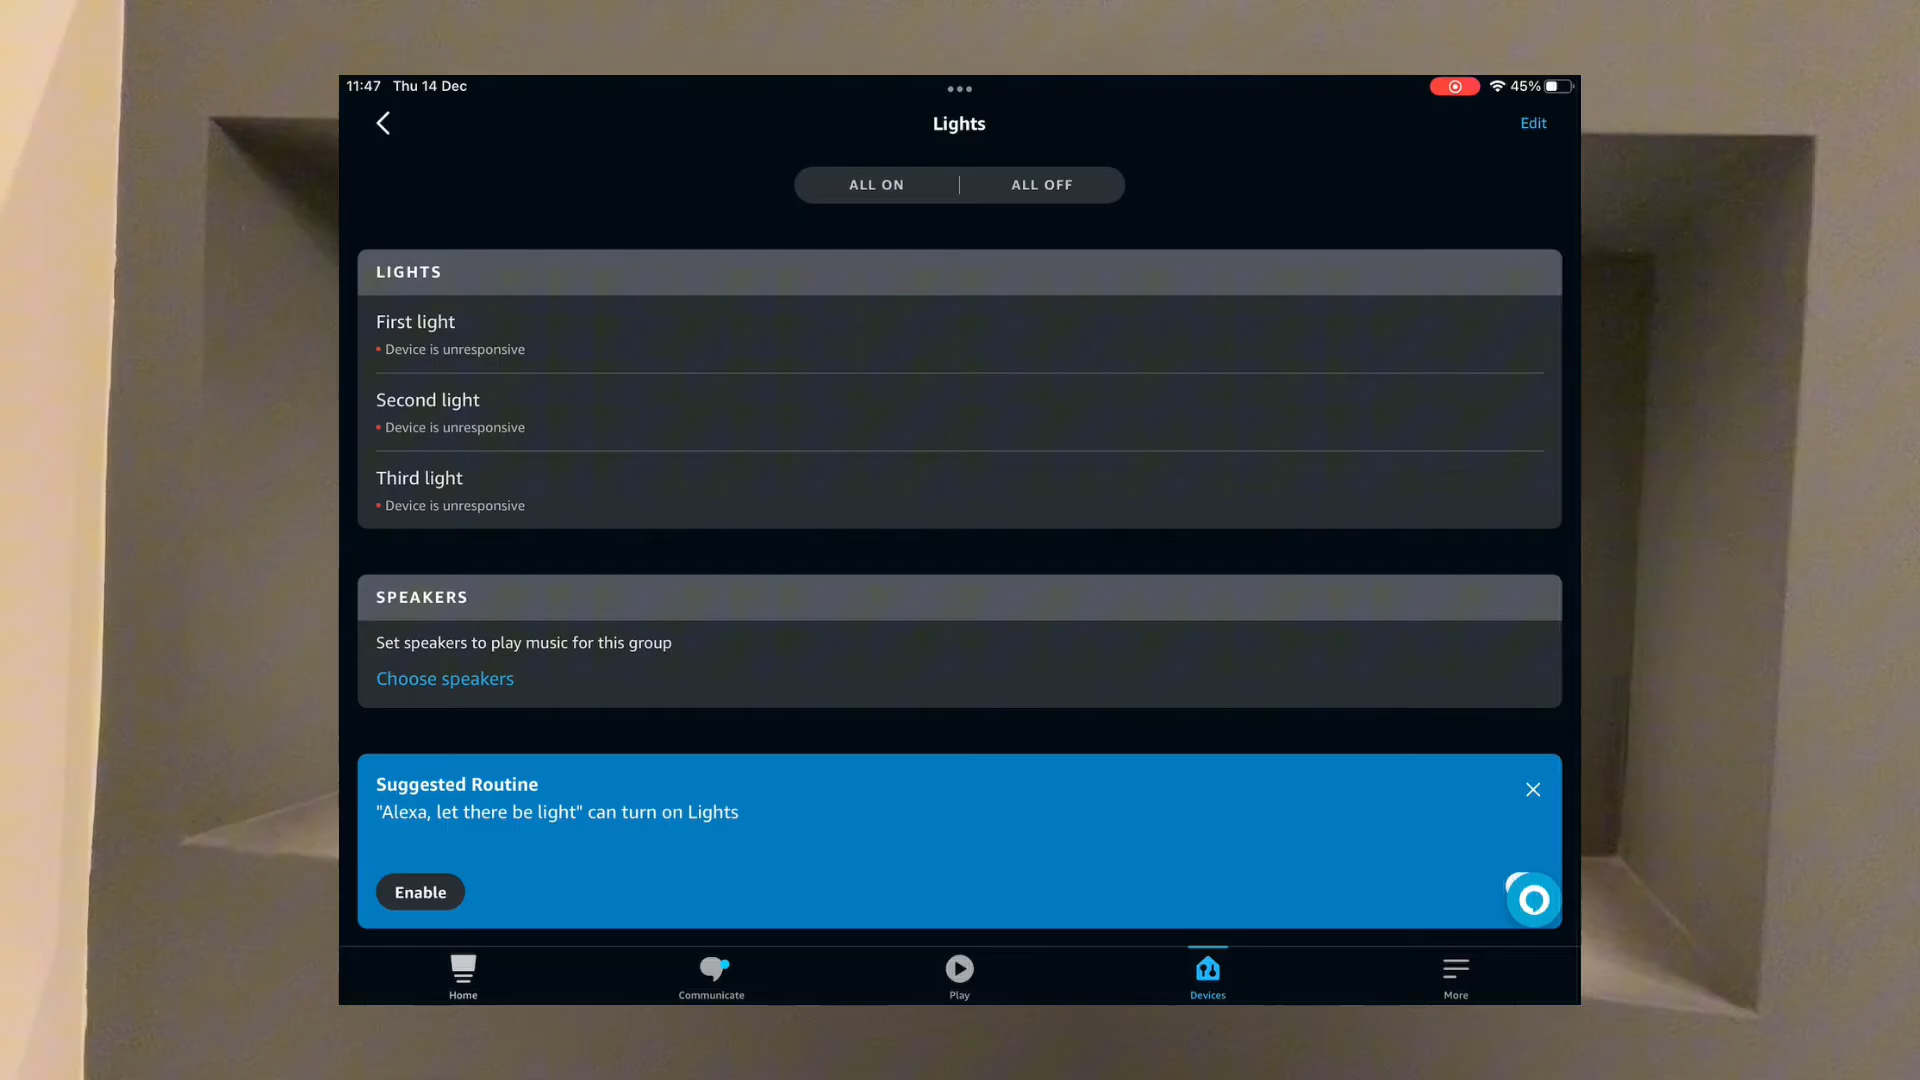 11:47 Thu 14 Dec
45%
Lights
Edit
ALL ON
ALL OFF
LIGHTS
First light
Device is unresponsive
Second light
Device is unresponsive
Third light
Device is unresponsive
SPEAKERS
Set speakers to play music for this group
Choose speakers
Suggested Routine
"Alexa, let there be light" can turn on Lights
Enable
Home
Communicate
Play
Devices
More